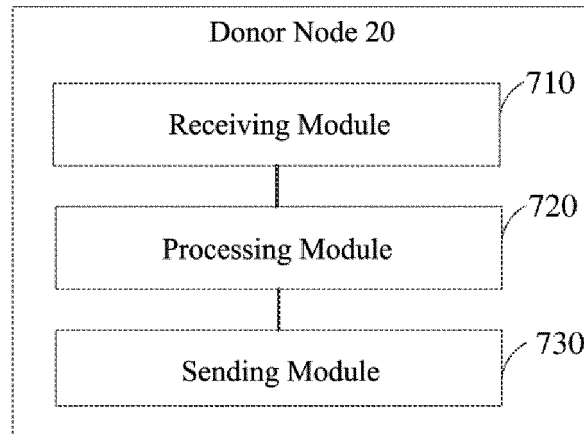 Donor Node 20
710
Receiving Module
720
Processing Module
730
Sending Module